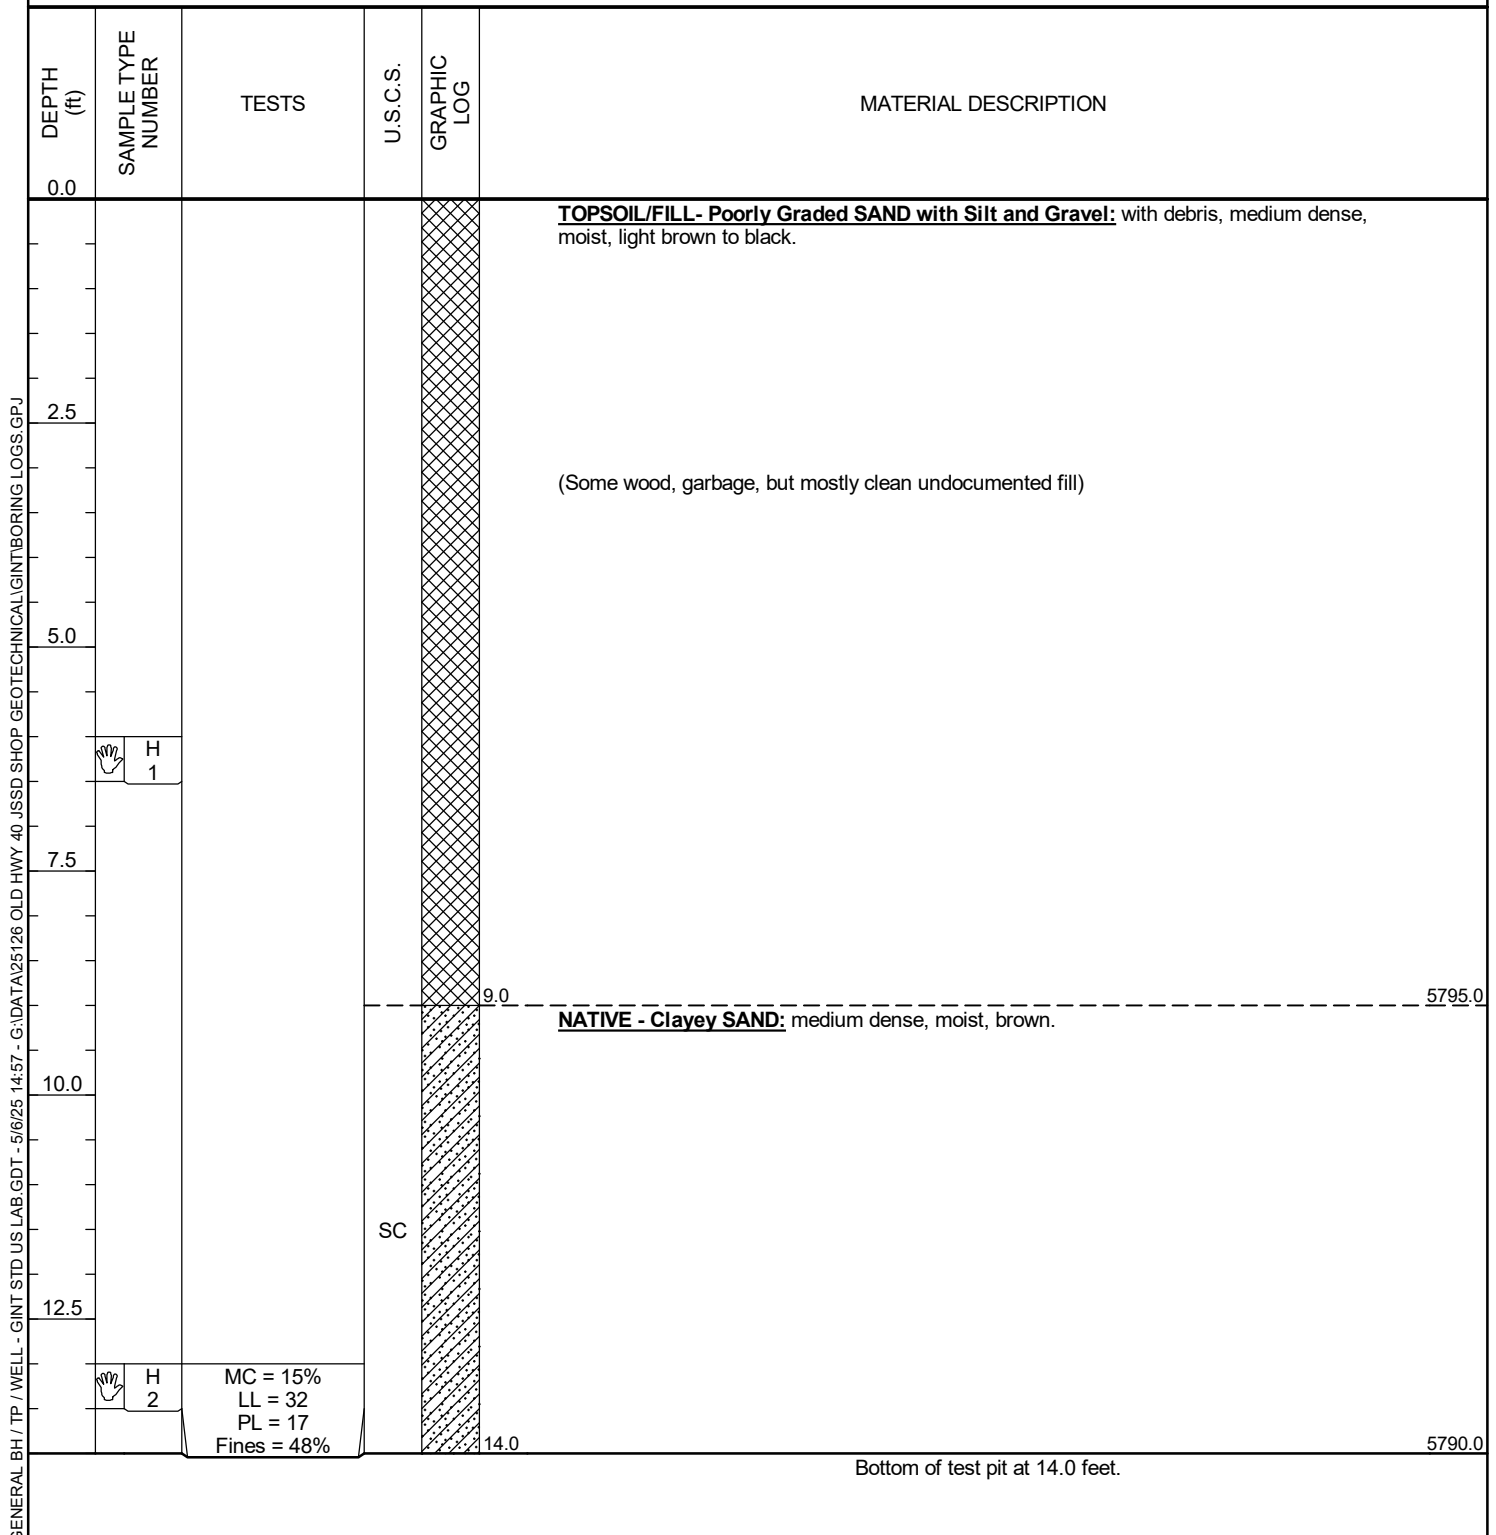 DEPTH
(ft)
SAMPLE TYPE
NUMBER
TESTS
U.S.C.S.
GRAPHIC
LOG
MATERIAL DESCRIPTION
0.0
TOPSOIL/FILL- Poorly Graded SAND with Silt and Gravel: with debris, medium dense,
moist, light brown to black.
2.5
(Some wood, garbage, but mostly clean undocumented fill)
5.0
H
1
7.5
9.0 5795.0
NATIVE - Clayey SAND: medium dense, moist, brown.
10.0
SC
12.5
H
2
MC = 15%
LL = 32
PL = 17
Fines = 48%
14.0 5790.0
Bottom of test pit at 14.0 feet.
GENERAL BH / TP / WELL - GINT STD US LAB.GDT - 5/6/25 14:57 - G:\DATA\25126 OLD HWY 40 JSSD SHOP GEOTECHNICAL\GINT\BORING LOGS.GPJ